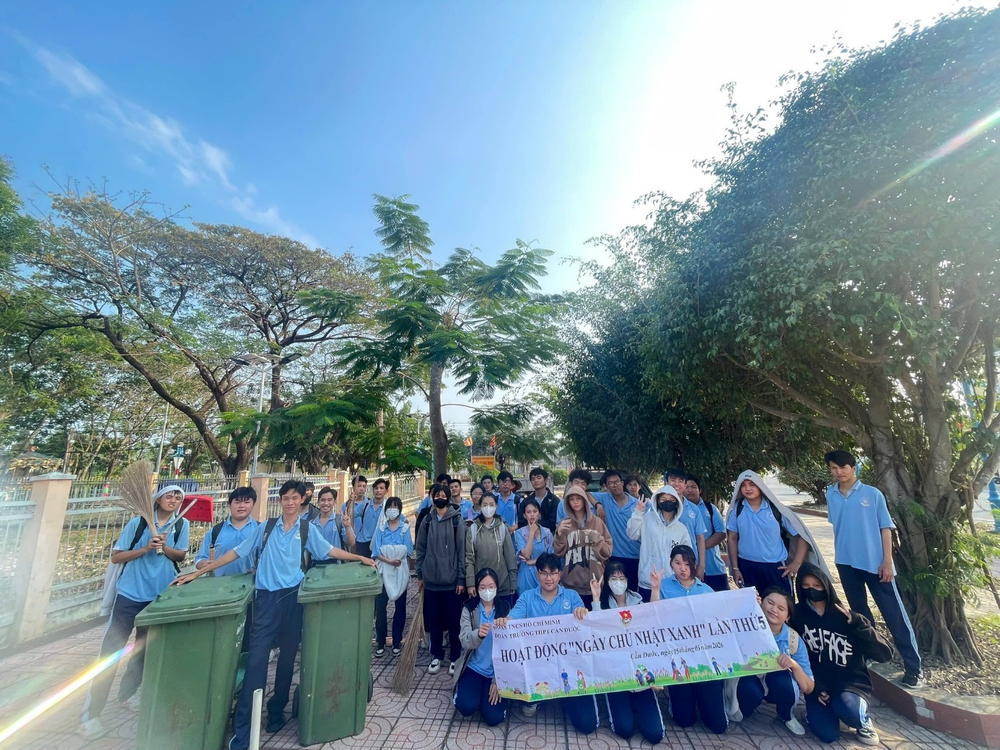 ĐOÀN TNCS HỒ CHÍ MINH
ĐOÀN TRƯỜNG THPT CẦN ĐƯỚC
HOẠT ĐỘNG "NGÀY CHỦ NHẬT XANH" LẦN THỨ 5
Cần Đước, ngày 15 tháng 03 năm 2026